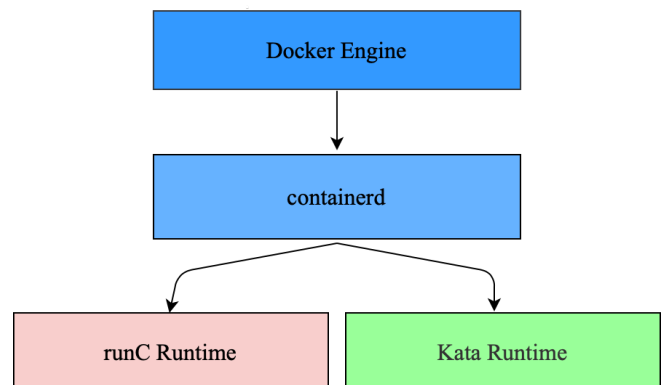 Docker Engine
containerd
runC Runtime
Kata Runtime